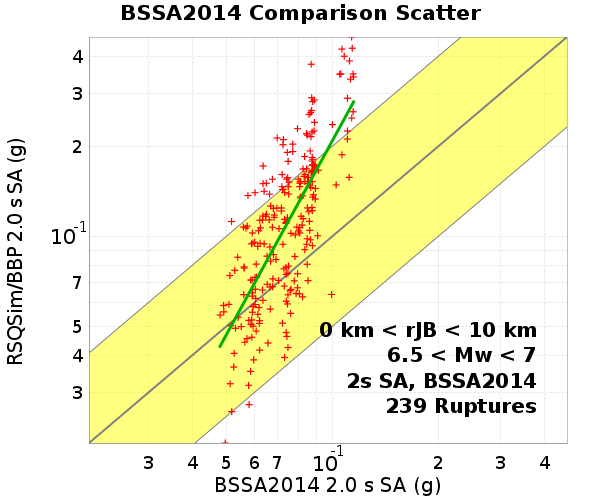 BSSA2014 Comparison Scatter
RSQSim/BBP 2.0 s SA (g)
4
3
2
10^-1
7
5
4
3
0 km < rJB < 10 km
6.5 < Mw < 7
2s SA, BSSA2014
239 Ruptures
3 4 5 6 7 10^-1 2 3 4
BSSA2014 2.0 s SA (g)